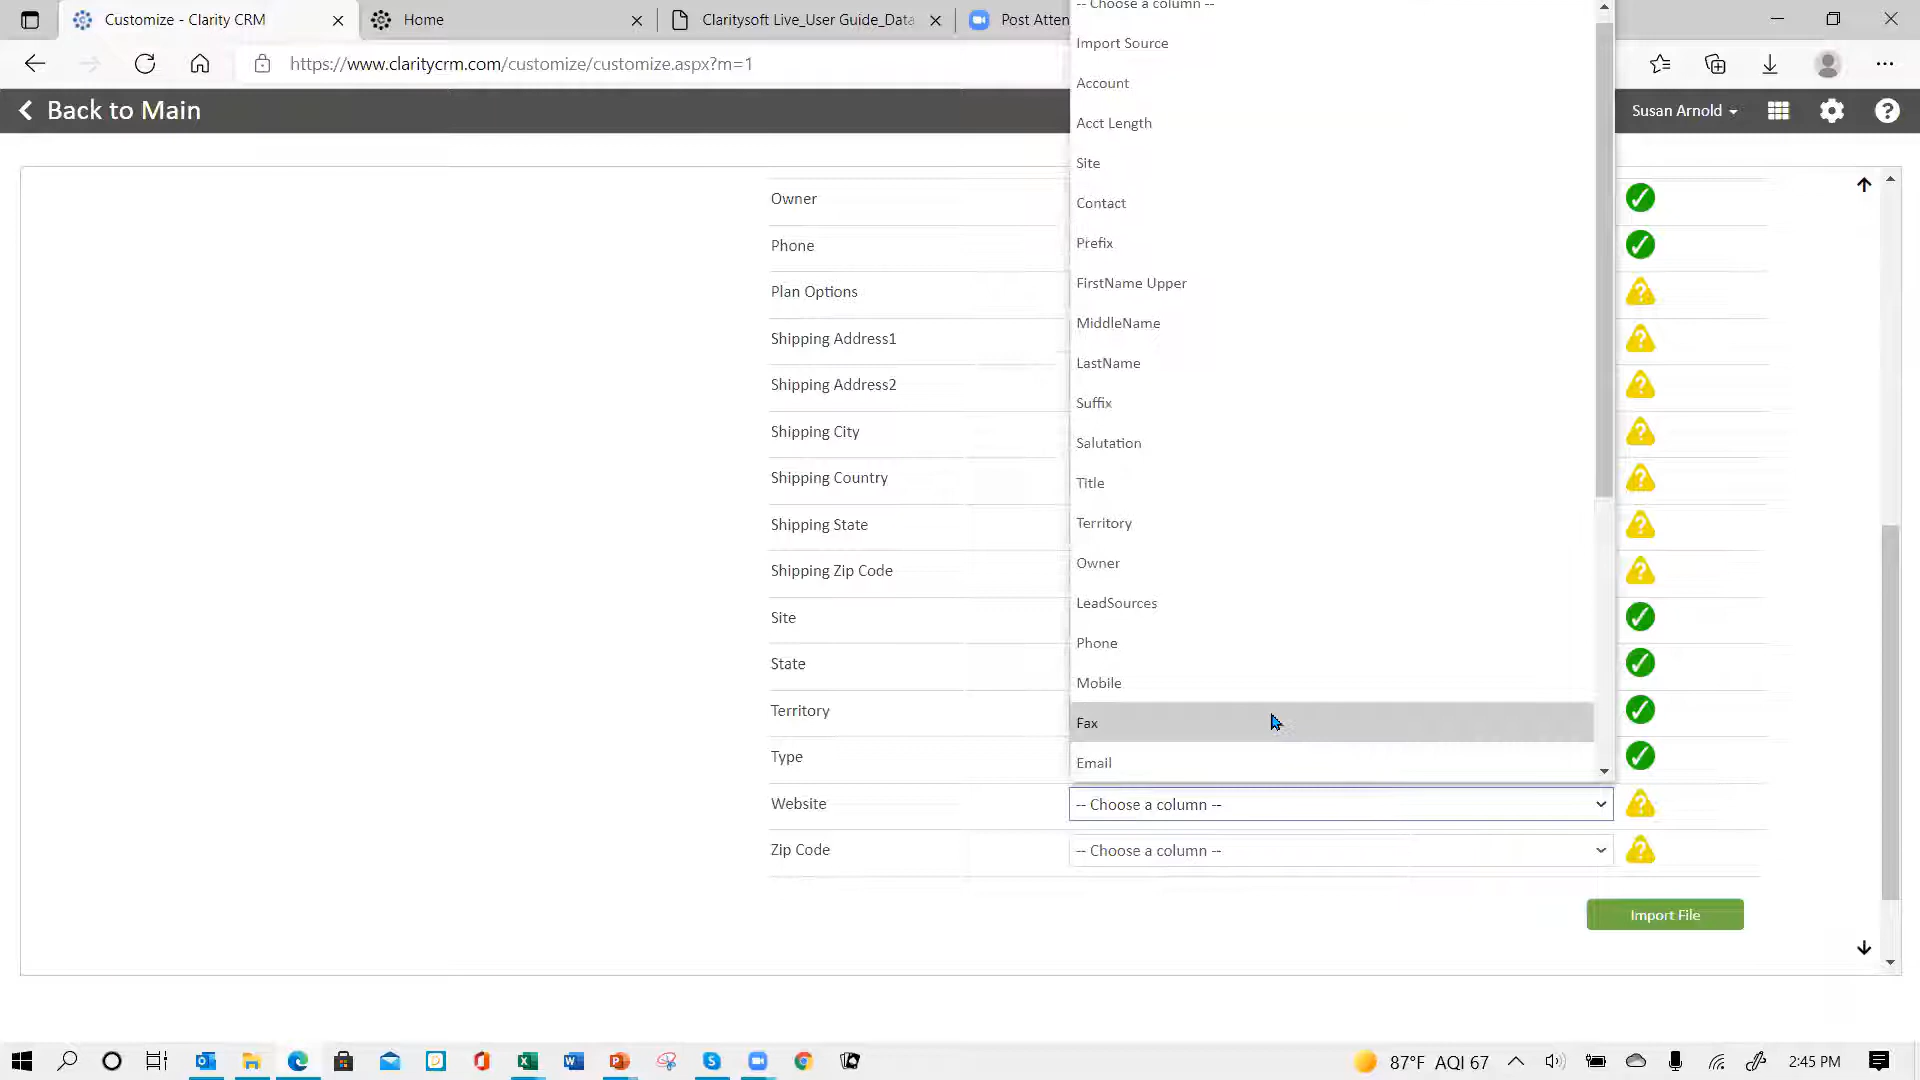 Customize - Clarity CRM
Home
Claritysoft Live_User Guide_Data
Post Atten
https://www.claritycrm.com/customize/customize.aspx?m=1
Back to Main
Susan Arnold
-- Choose a column --
Import Source
Account
Acct Length
Site
Contact
Prefix
FirstName Upper
MiddleName
LastName
Suffix
Salutation
Title
Territory
Owner
LeadSources
Phone
Mobile
Fax
Email
Owner
Phone
Plan Options
Shipping Address1
Shipping Address2
Shipping City
Shipping Country
Shipping State
Shipping Zip Code
Site
State
Territory
Type
Website
-- Choose a column --
Zip Code
-- Choose a column --
Import File
87°F AQI 67
2:45 PM